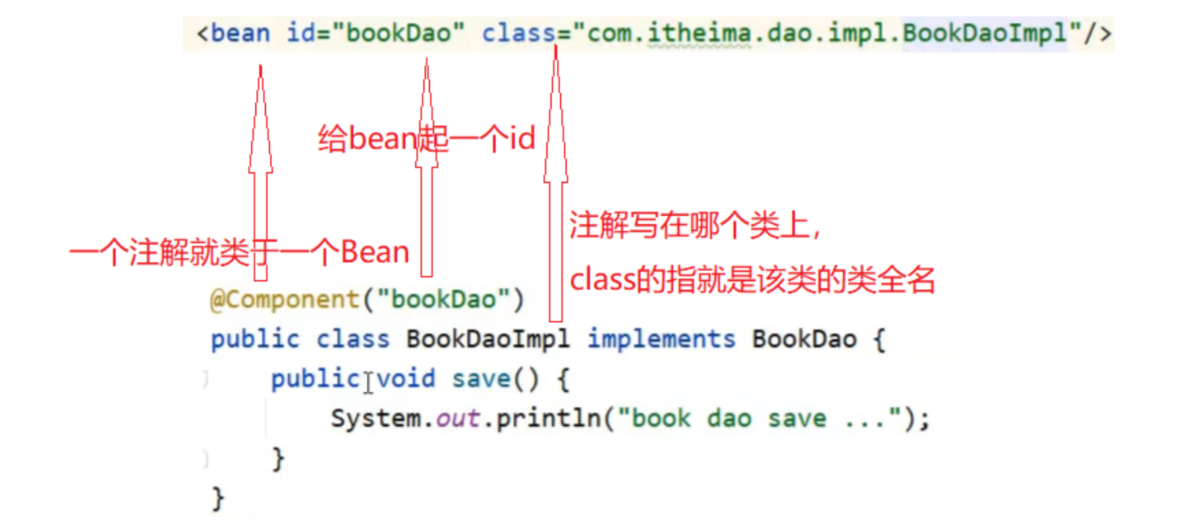 <bean id="bookDao" class="com.itheima.dao.impl.BookDaoImpl"/>
给bean起一个id
注解写在哪个类上，
一个注解就类于一个Bean
class的指就是该类的类全名
@Component("bookDao")
public class BookDaoImpl implements BookDao {
public void save() {
System.out.println("book dao save ...");
}
}